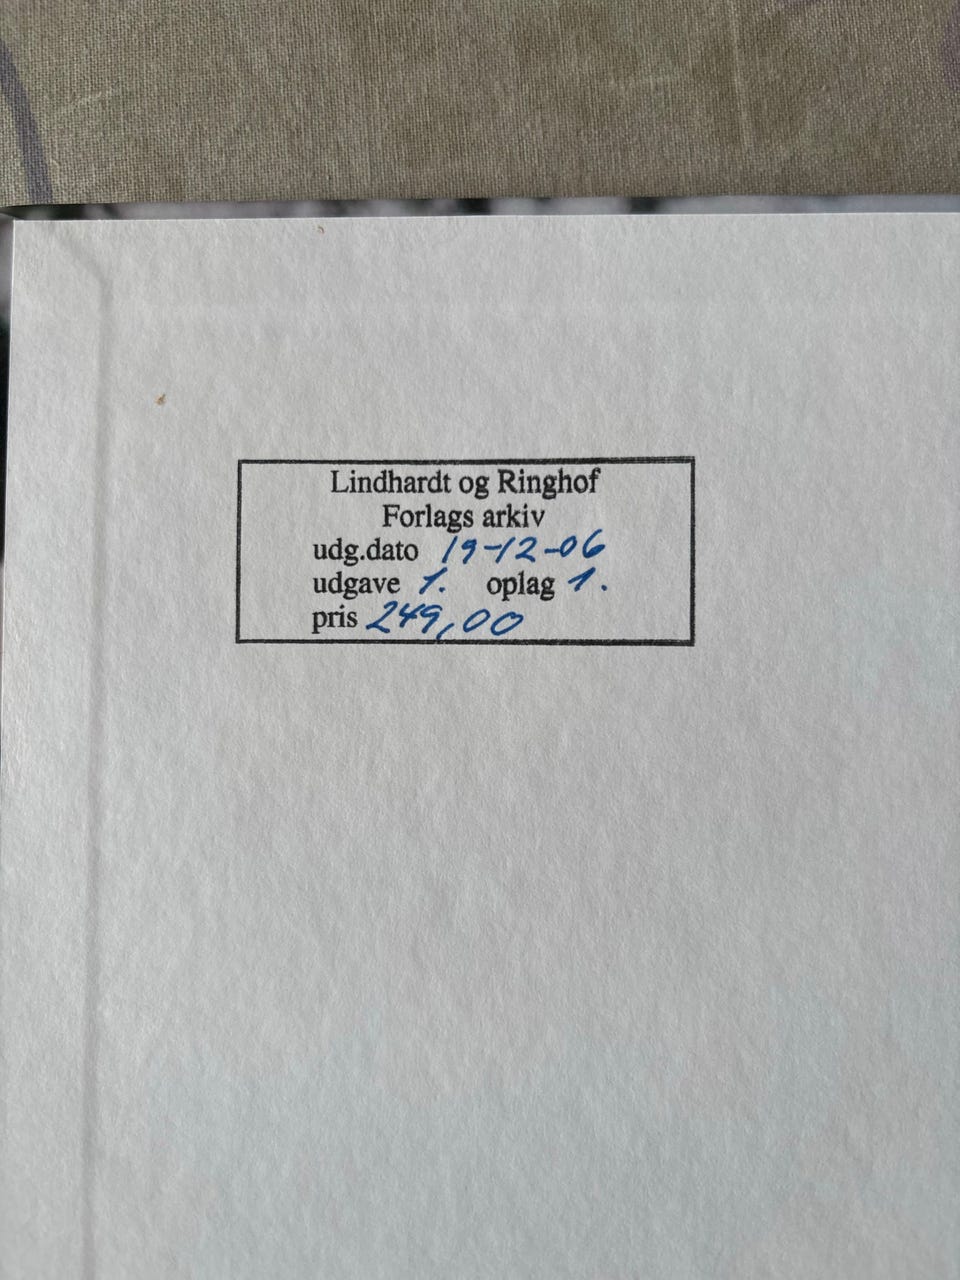 Lindhardt og Ringhof
Forlags arkiv
udg.dato 19-12-06
udgave 1. oplag 1.
pris 249,00